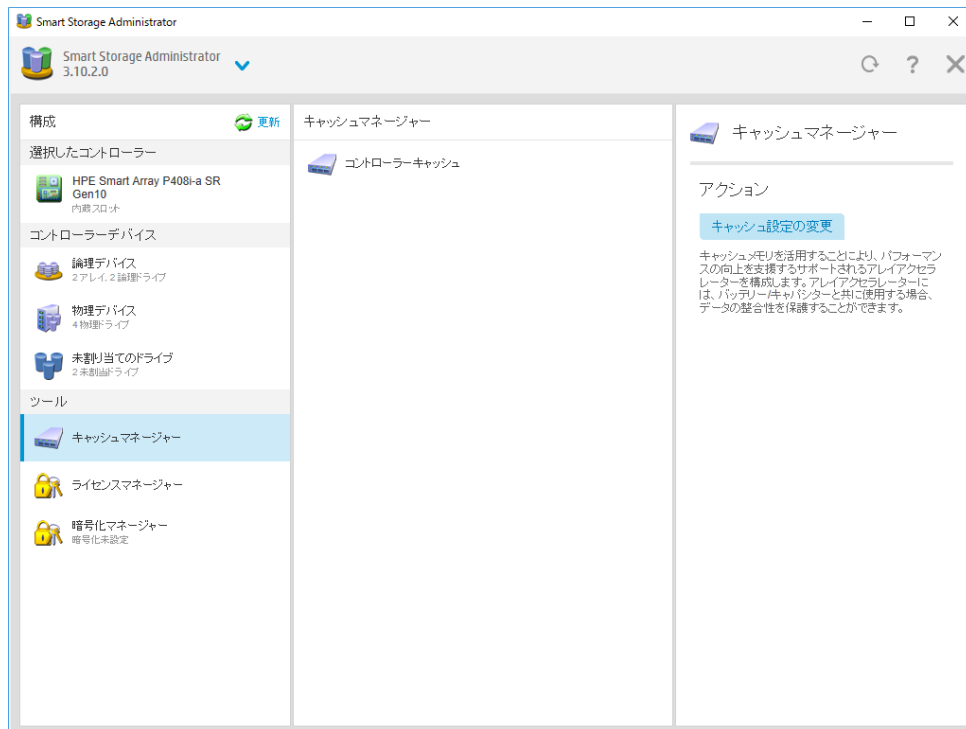 Smart Storage Administrator
Smart Storage Administrator
3.10.2.0
構成
更新
選択したコントローラー
HPE Smart Array P408i-a SR
Gen10
内蔵スロット
コントローラーデバイス
論理デバイス
2 アレイ, 2 論理ドライブ
物理デバイス
4 物理ドライブ
未割り当てのドライブ
2 未割当ドライブ
ツール
キャッシュマネージャー
ライセンスマネージャー
暗号化マネージャー
暗号化未設定
キャッシュマネージャー
コントローラーキャッシュ
キャッシュマネージャー
アクション
キャッシュ設定の変更
キャッシュメモリを活用することにより、パフォーマン
スの向上を支援するサポートされるアレイアクセラ
レーターを構成します。アレイアクセラレーターに
は、バッテリー/キャパシターと共に使用する場合、
データの整合性を保護することができます。